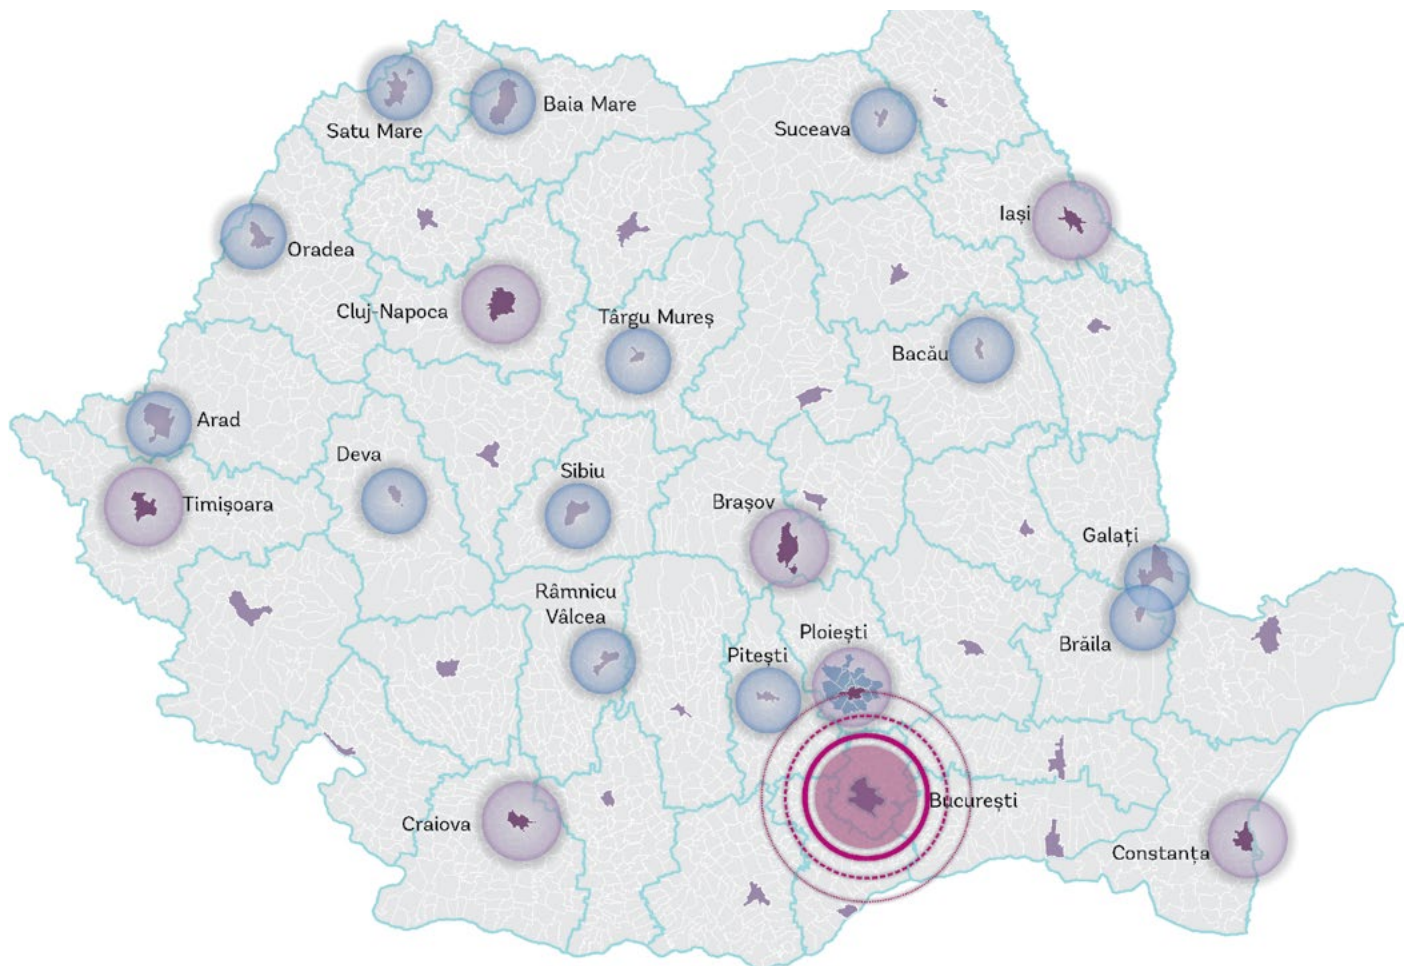 Baia Mare
Satu Mare
Suceava
Iași
Oradea
Cluj-Napoca
Târgu Mureș
Bacău
Arad
Deva
Sibiu
Timișoara
Brașov
Galați
Râmnicu
Vâlcea
Ploiești
Brăila
Pitești
București
Craiova
Constanța